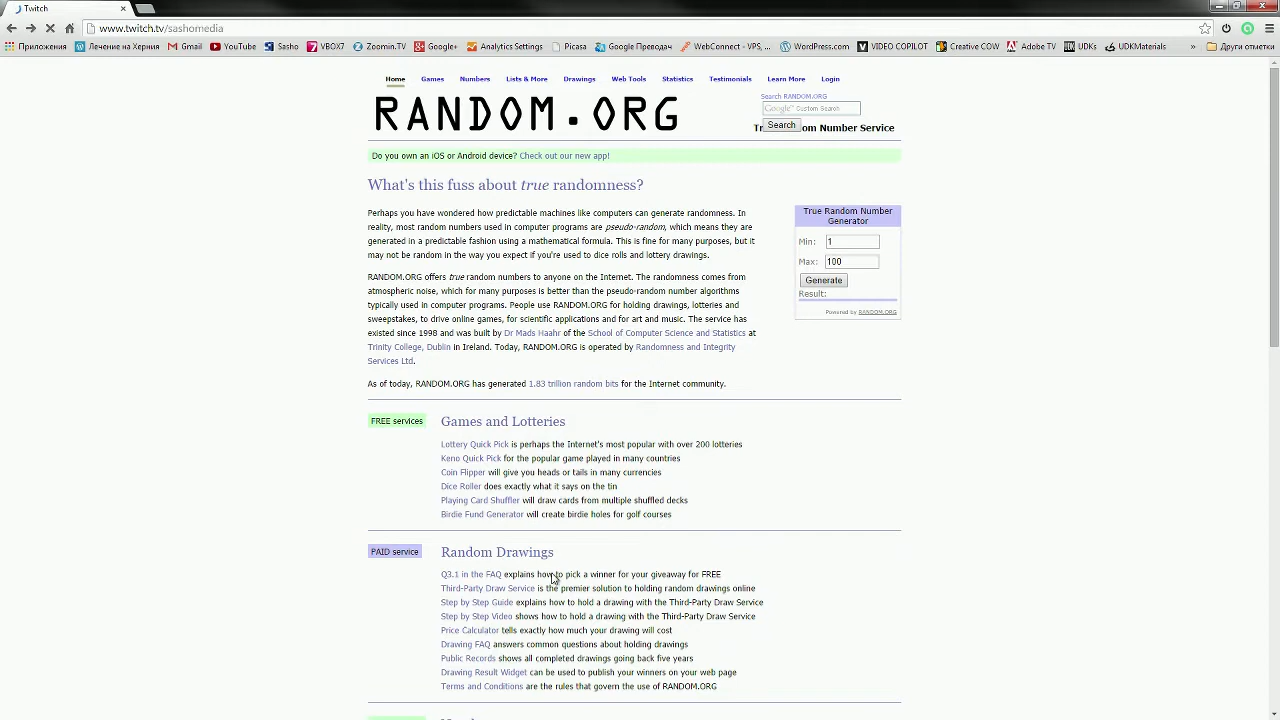 Twitch
www.twitch.tv/sashomedia
Приложения Лечение на Херния Gmail YouTube Sasho VBOX7 Zoomin.TV Google+ Analytics Settings Picasa Google Преводач WebConnect - VPS, ... WordPress.com VIDEO COPILOT Creative COW Adobe TV UDKs UDKMaterials » Други отметки
Home Games Numbers Lists & More Drawings Web Tools Statistics Testimonials Learn More Login
RANDOM.ORG
Search RANDOM.ORG
Google™ Custom Search
Search
Number Service
Do you own an iOS or Android device? Check out our new app!
What's this fuss about true randomness?
Perhaps you have wondered how predictable machines like computers can generate randomness. In
reality, most random numbers used in computer programs are pseudo-random, which means they are
generated in a predictable fashion using a mathematical formula. This is fine for many purposes, but it
may not be random in the way you expect if you're used to dice rolls and lottery drawings.
RANDOM.ORG offers true random numbers to anyone on the Internet. The randomness comes from
atmospheric noise, which for many purposes is better than the pseudo-random number algorithms
typically used in computer programs. People use RANDOM.ORG for holding drawings, lotteries and
sweepstakes, to drive online games, for scientific applications and for art and music. The service has
existed since 1998 and was built by Dr Mads Haahr of the School of Computer Science and Statistics at
Trinity College, Dublin in Ireland. Today, RANDOM.ORG is operated by Randomness and Integrity
Services Ltd.
As of today, RANDOM.ORG has generated 1.83 trillion random bits for the Internet community.
True Random Number
Generator
Min: 1
Max: 100
Generate
Result:
Powered by RANDOM.ORG
FREE services
Games and Lotteries
Lottery Quick Pick is perhaps the Internet's most popular with over 200 lotteries
Keno Quick Pick for the popular game played in many countries
Coin Flipper will give you heads or tails in many currencies
Dice Roller does exactly what it says on the tin
Playing Card Shuffler will draw cards from multiple shuffled decks
Birdie Fund Generator will create birdie holes for golf courses
PAID service
Random Drawings
Q3.1 in the FAQ explains how to pick a winner for your giveaway for FREE
Third-Party Draw Service is the premier solution to holding random drawings online
Step by Step Guide explains how to hold a drawing with the Third-Party Draw Service
Step by Step Video shows how to hold a drawing with the Third-Party Draw Service
Price Calculator tells exactly how much your drawing will cost
Drawing FAQ answers common questions about holding drawings
Public Records shows all completed drawings going back five years
Drawing Result Widget can be used to publish your winners on your web page
Terms and Conditions are the rules that govern the use of RANDOM.ORG